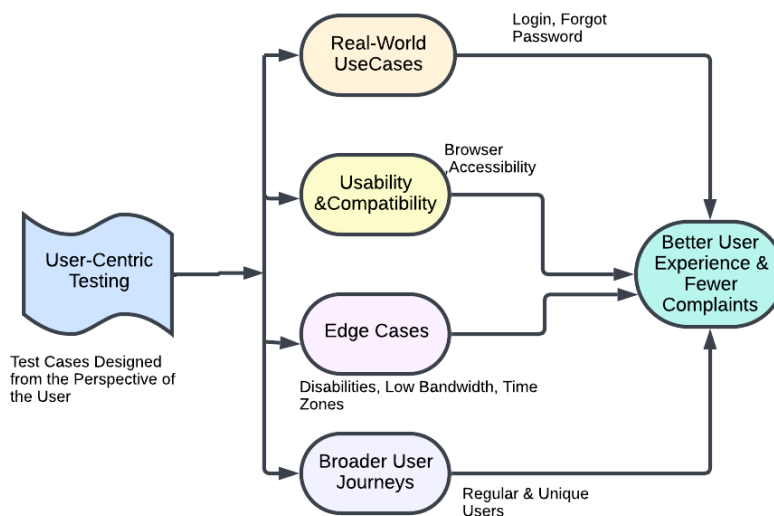 Real-World
UseCases
Login, Forgot
Password
Usability
&Compatibility
Browser
,Accessibility
User-Centric
Testing
Test Cases Designed
from the Perspective of
the User
Edge Cases
Disabilities, Low Bandwidth, Time
Zones
Broader User
Journeys
Regular & Unique
Users
Better User
Experience &
Fewer
Complaints